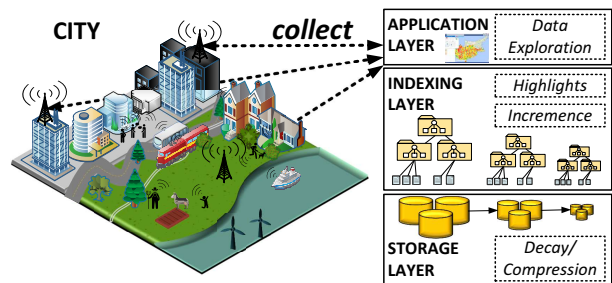 CITY
collect
APPLICATION
LAYER
Data
Exploration
INDEXING
LAYER
Highlights
Incremence
STORAGE
LAYER
Decay/
Compression